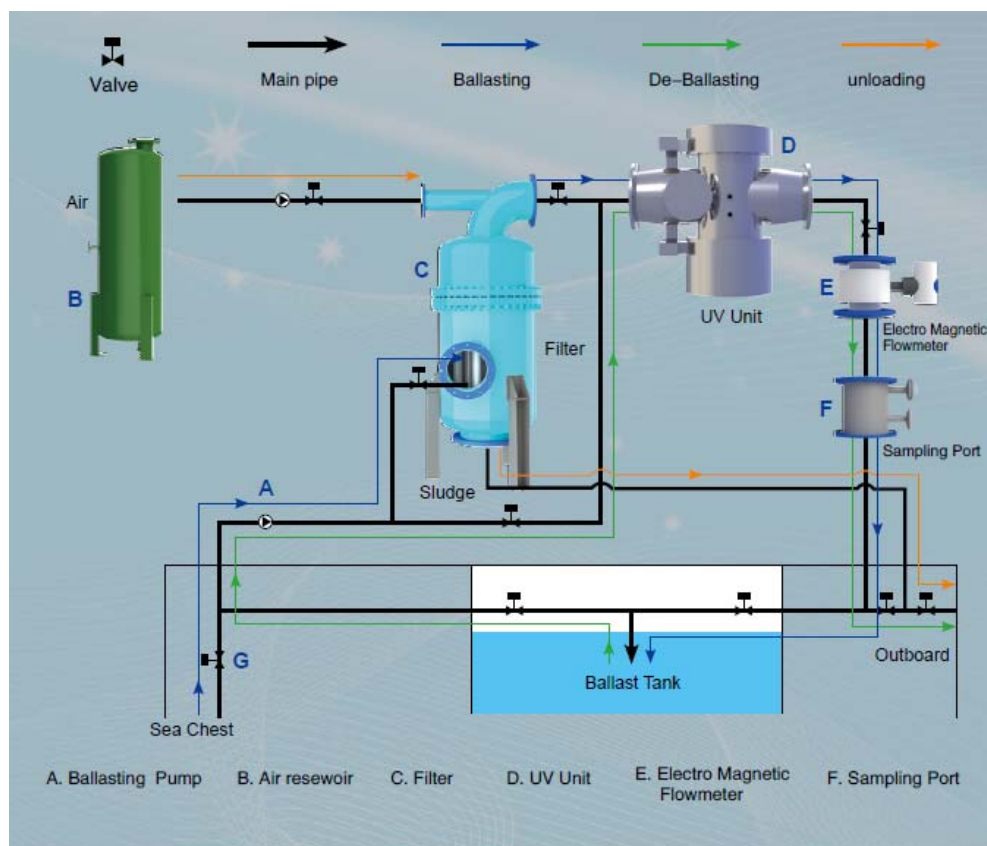 Valve
Main pipe
Ballasting
De-Ballasting
unloading
D
Air
C
B
E
UV Unit
Electro Magnetic
Flowmeter
Filter
F
Sampling Port
Sludge
A
G
Outboard
Ballast Tank
Sea Chest
A. Ballasting Pump
B. Air resewoir
C. Filter
D. UV Unit
E. Electro Magnetic
Flowmeter
F. Sampling Port